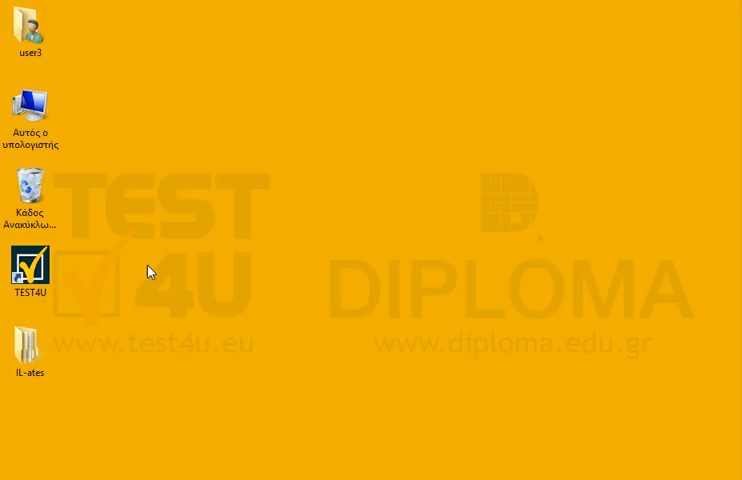 user3
Αυτός ο
υπολογιστής
Κάδος
Ανακύκλω...
TEST4U
IL-ates
TEST
4U
www.test4u.eu
D
DIPLOMA
www.diploma.edu.gr